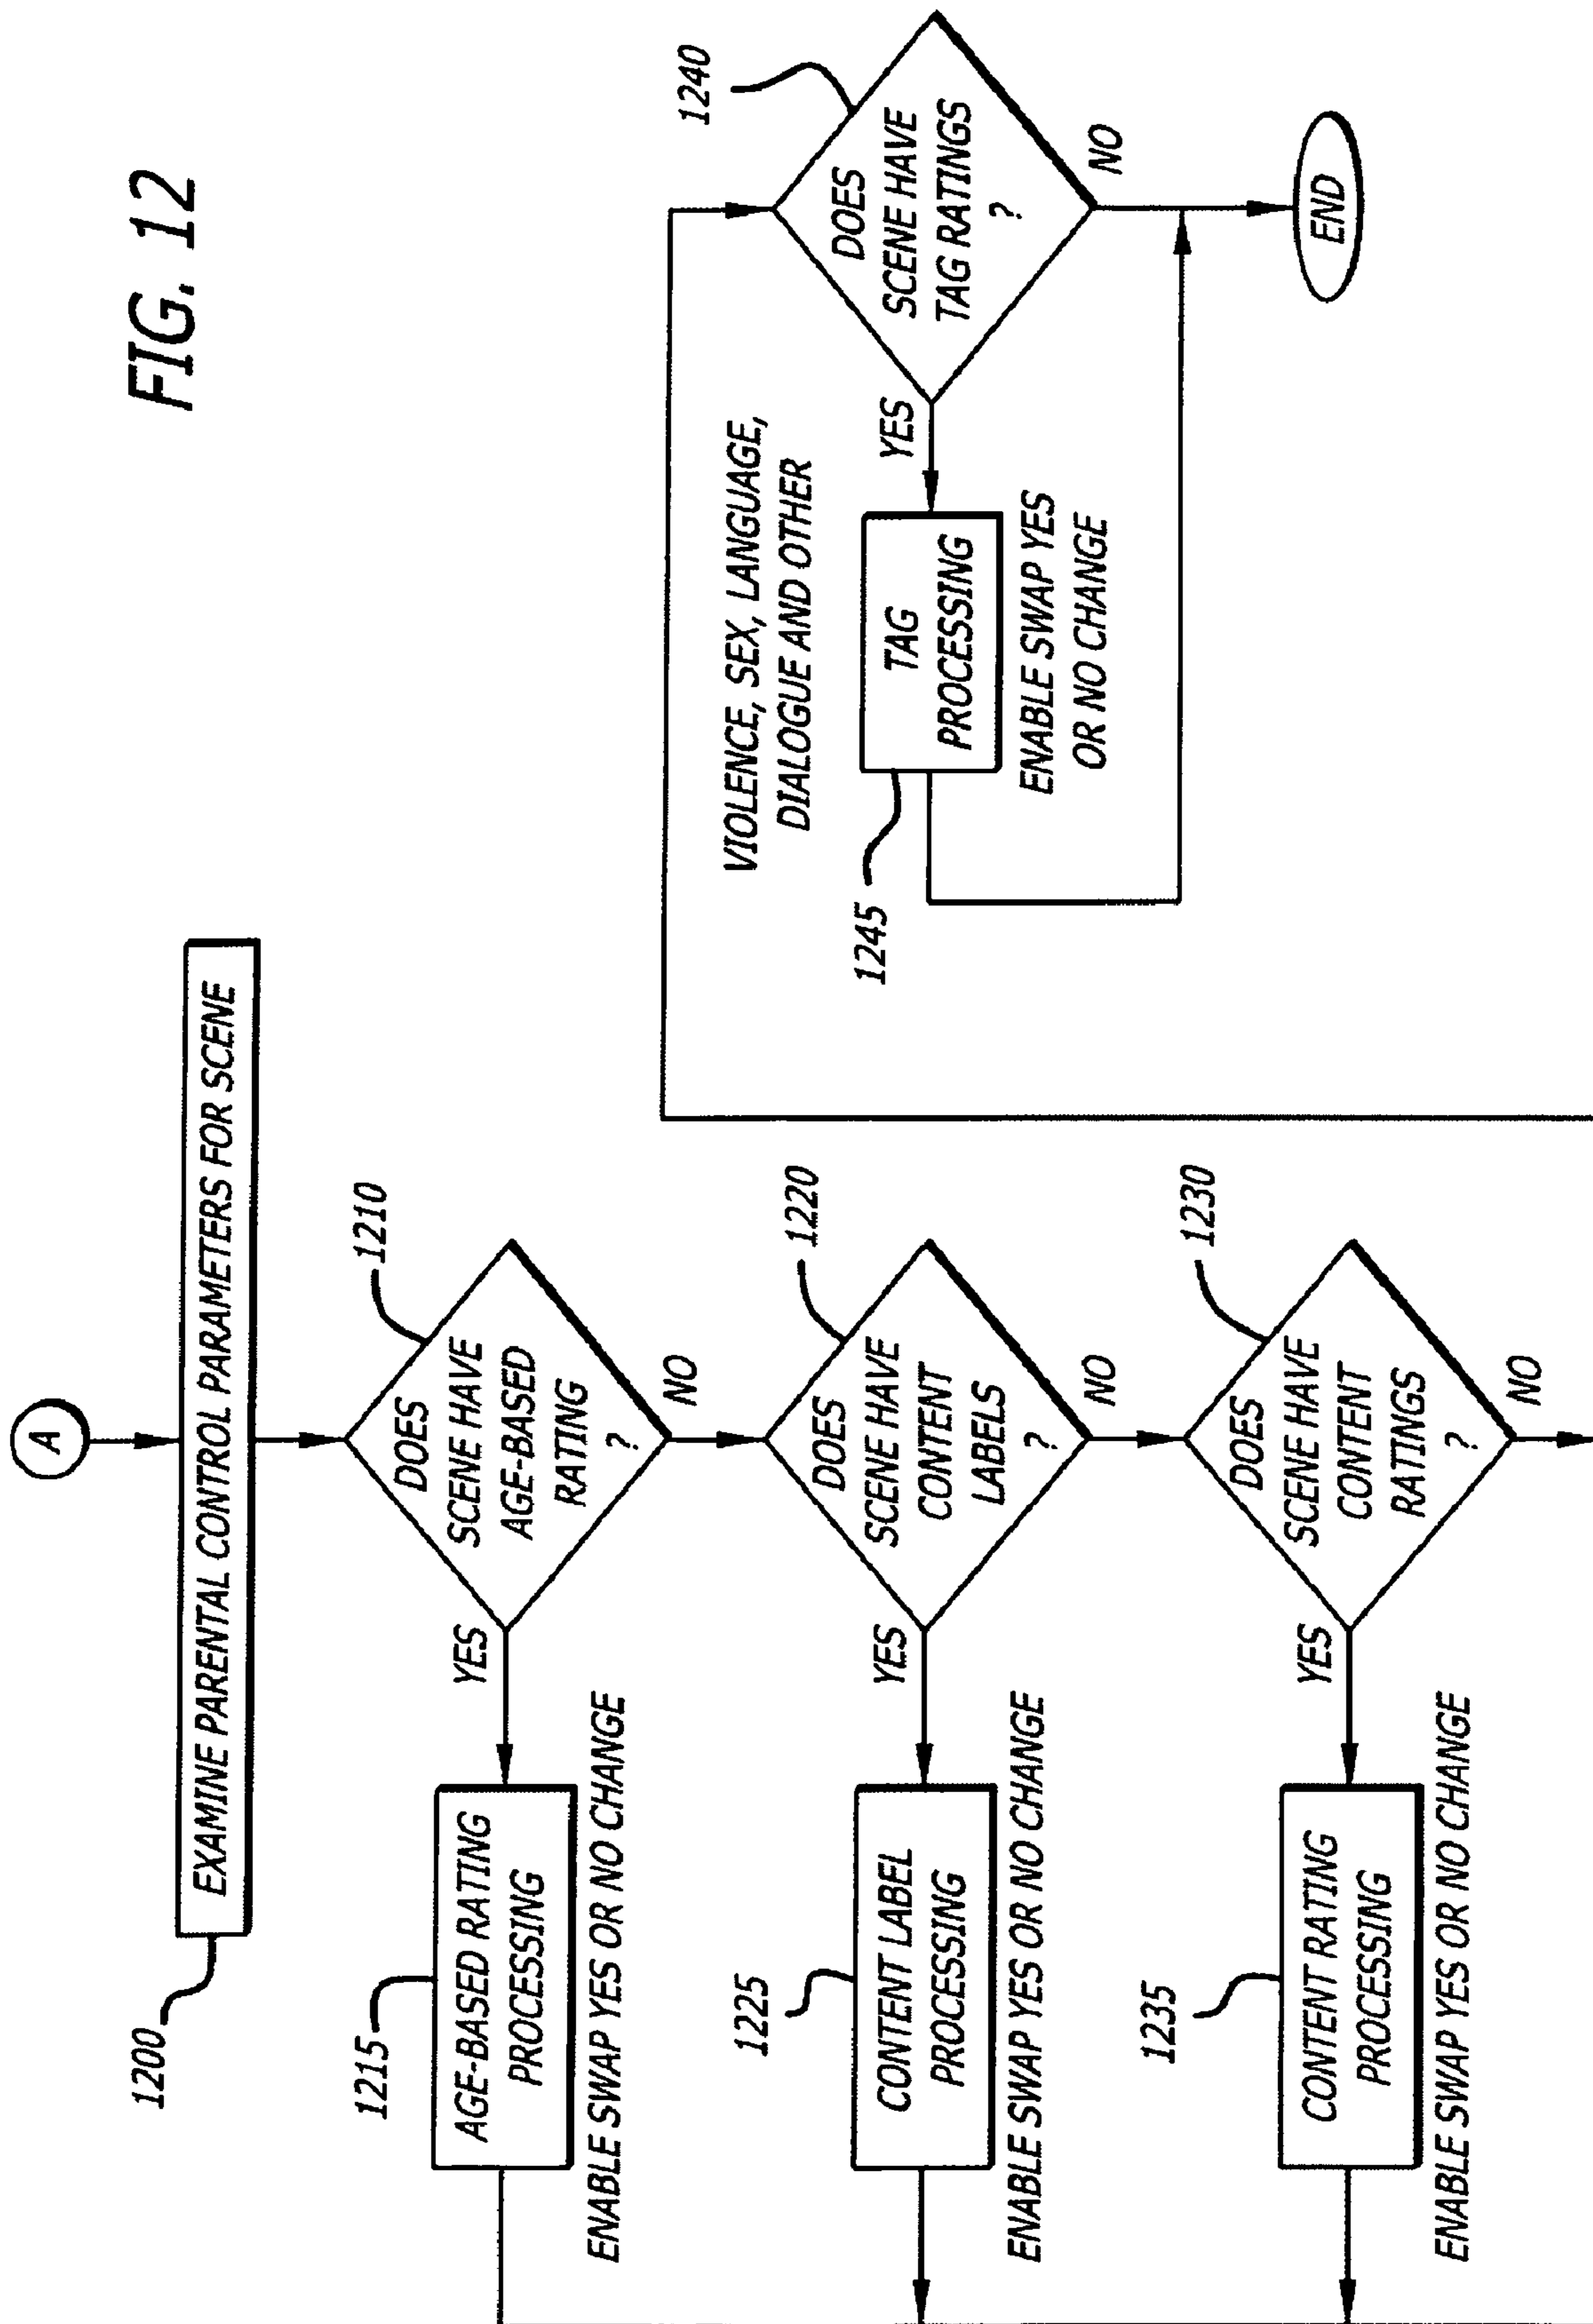 FIG. 12
A
1200
EXAMINE PARENTAL CONTROL PARAMETERS FOR SCENE
1210
DOES
SCENE HAVE
AGE-BASED
RATING
?
YES
NO
1215
AGE-BASED RATING
PROCESSING
ENABLE SWAP YES OR NO CHANGE
1220
DOES
SCENE HAVE
CONTENT
LABELS
?
YES
NO
1225
CONTENT LABEL
PROCESSING
ENABLE SWAP YES OR NO CHANGE
1230
DOES
SCENE HAVE
CONTENT
RATINGS
?
YES
NO
1235
CONTENT RATING
PROCESSING
ENABLE SWAP YES OR NO CHANGE
1240
DOES
SCENE HAVE
TAG RATINGS
?
YES
NO
VIOLENCE, SEX, LANGUAGE,
DIALOGUE AND OTHER
1245
TAG
PROCESSING
ENABLE SWAP YES
OR NO CHANGE
END